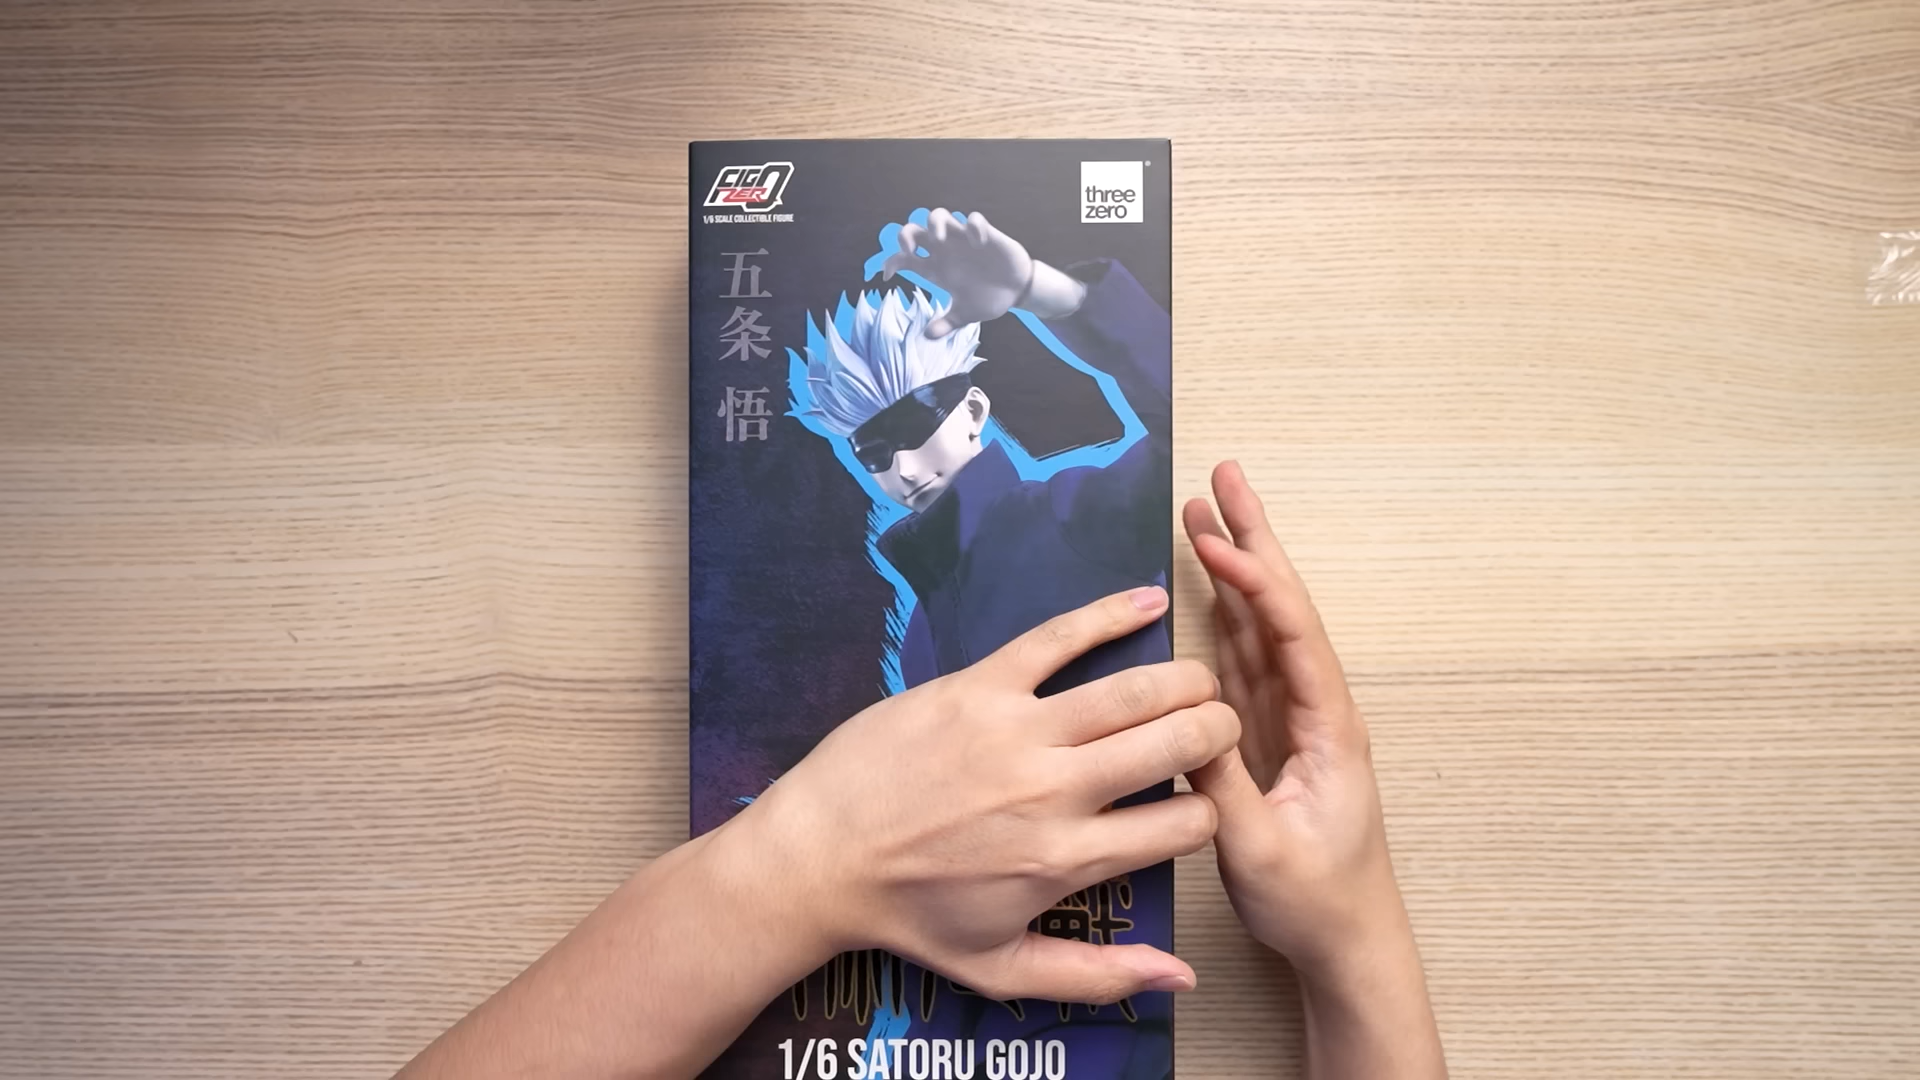 FIGZERO
1/6 SCALE COLLECTIBLE FIGURE
three
zero
五条 悟
1/6 SATORU GOJO